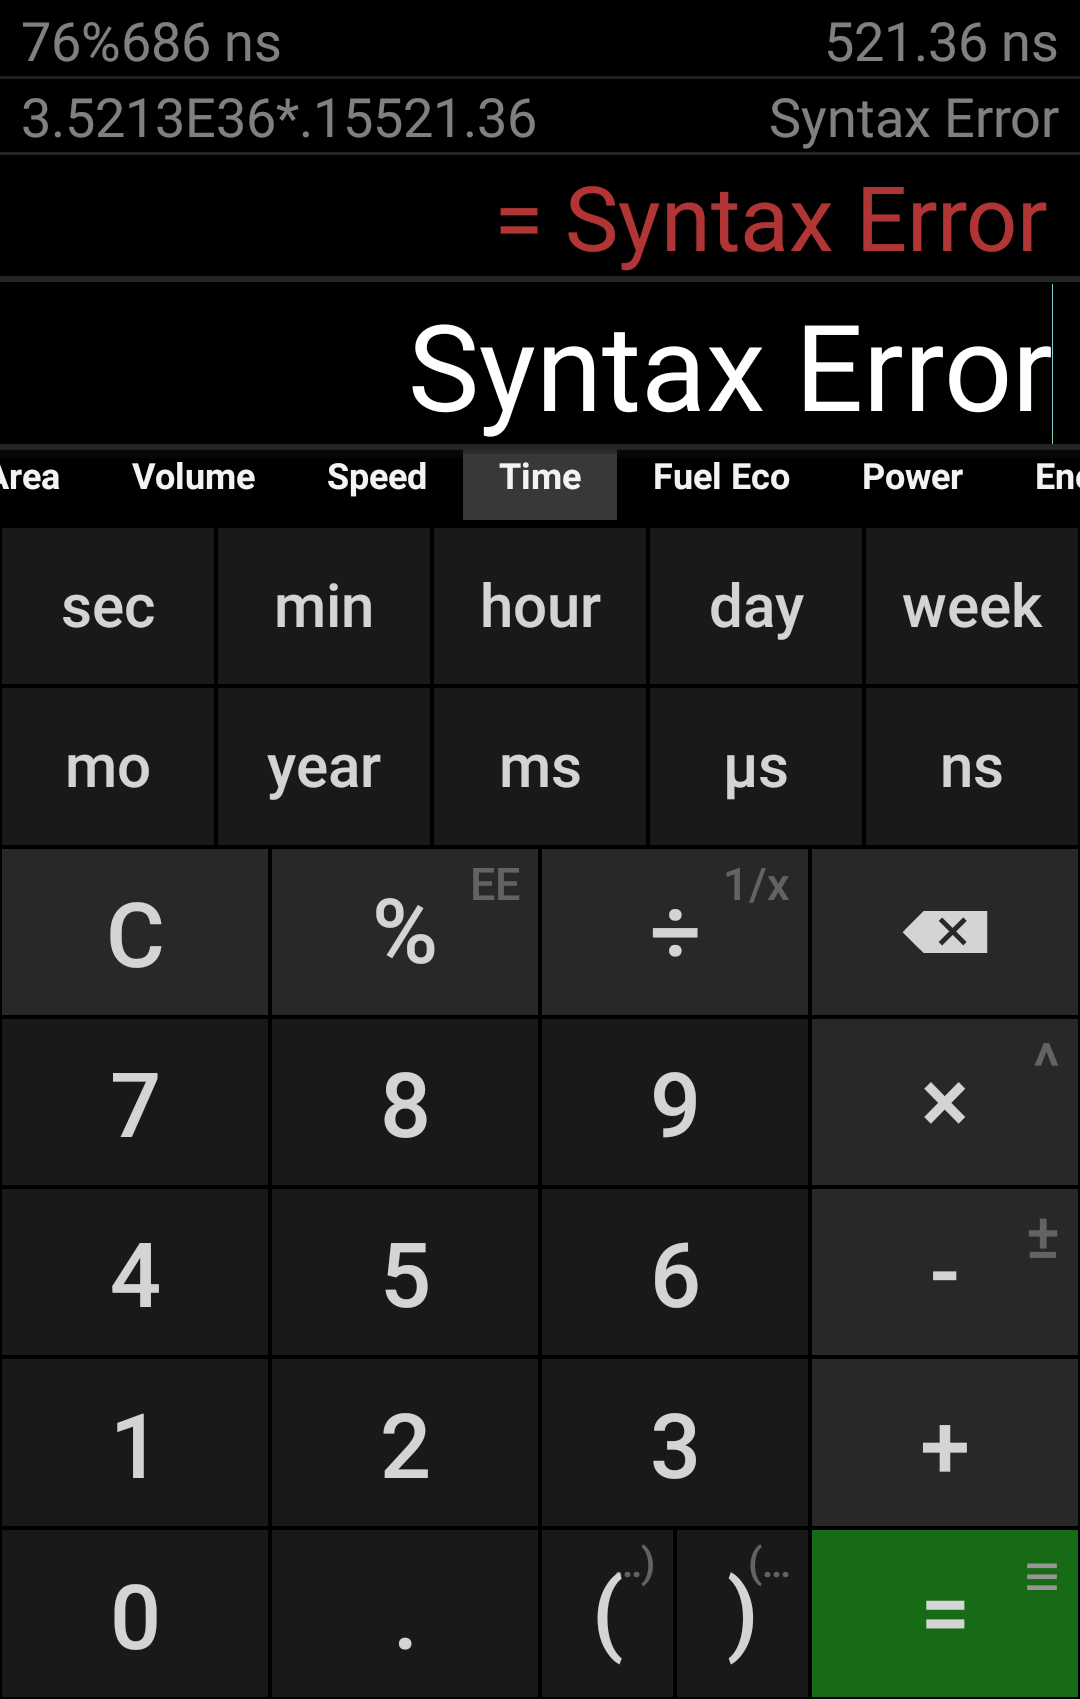 76%686 ns 521.36 ns
3.5213E36*.15521.36 Syntax Error
= Syntax Error
Syntax Error
Area Volume Speed Time Fuel Eco Power Ene
sec min hour day week
mo year ms µs ns
C % EE ÷ 1/x
7 8 9 × ^
4 5 6 - ±
1 2 3 +
0 . ( ..) ) (... =